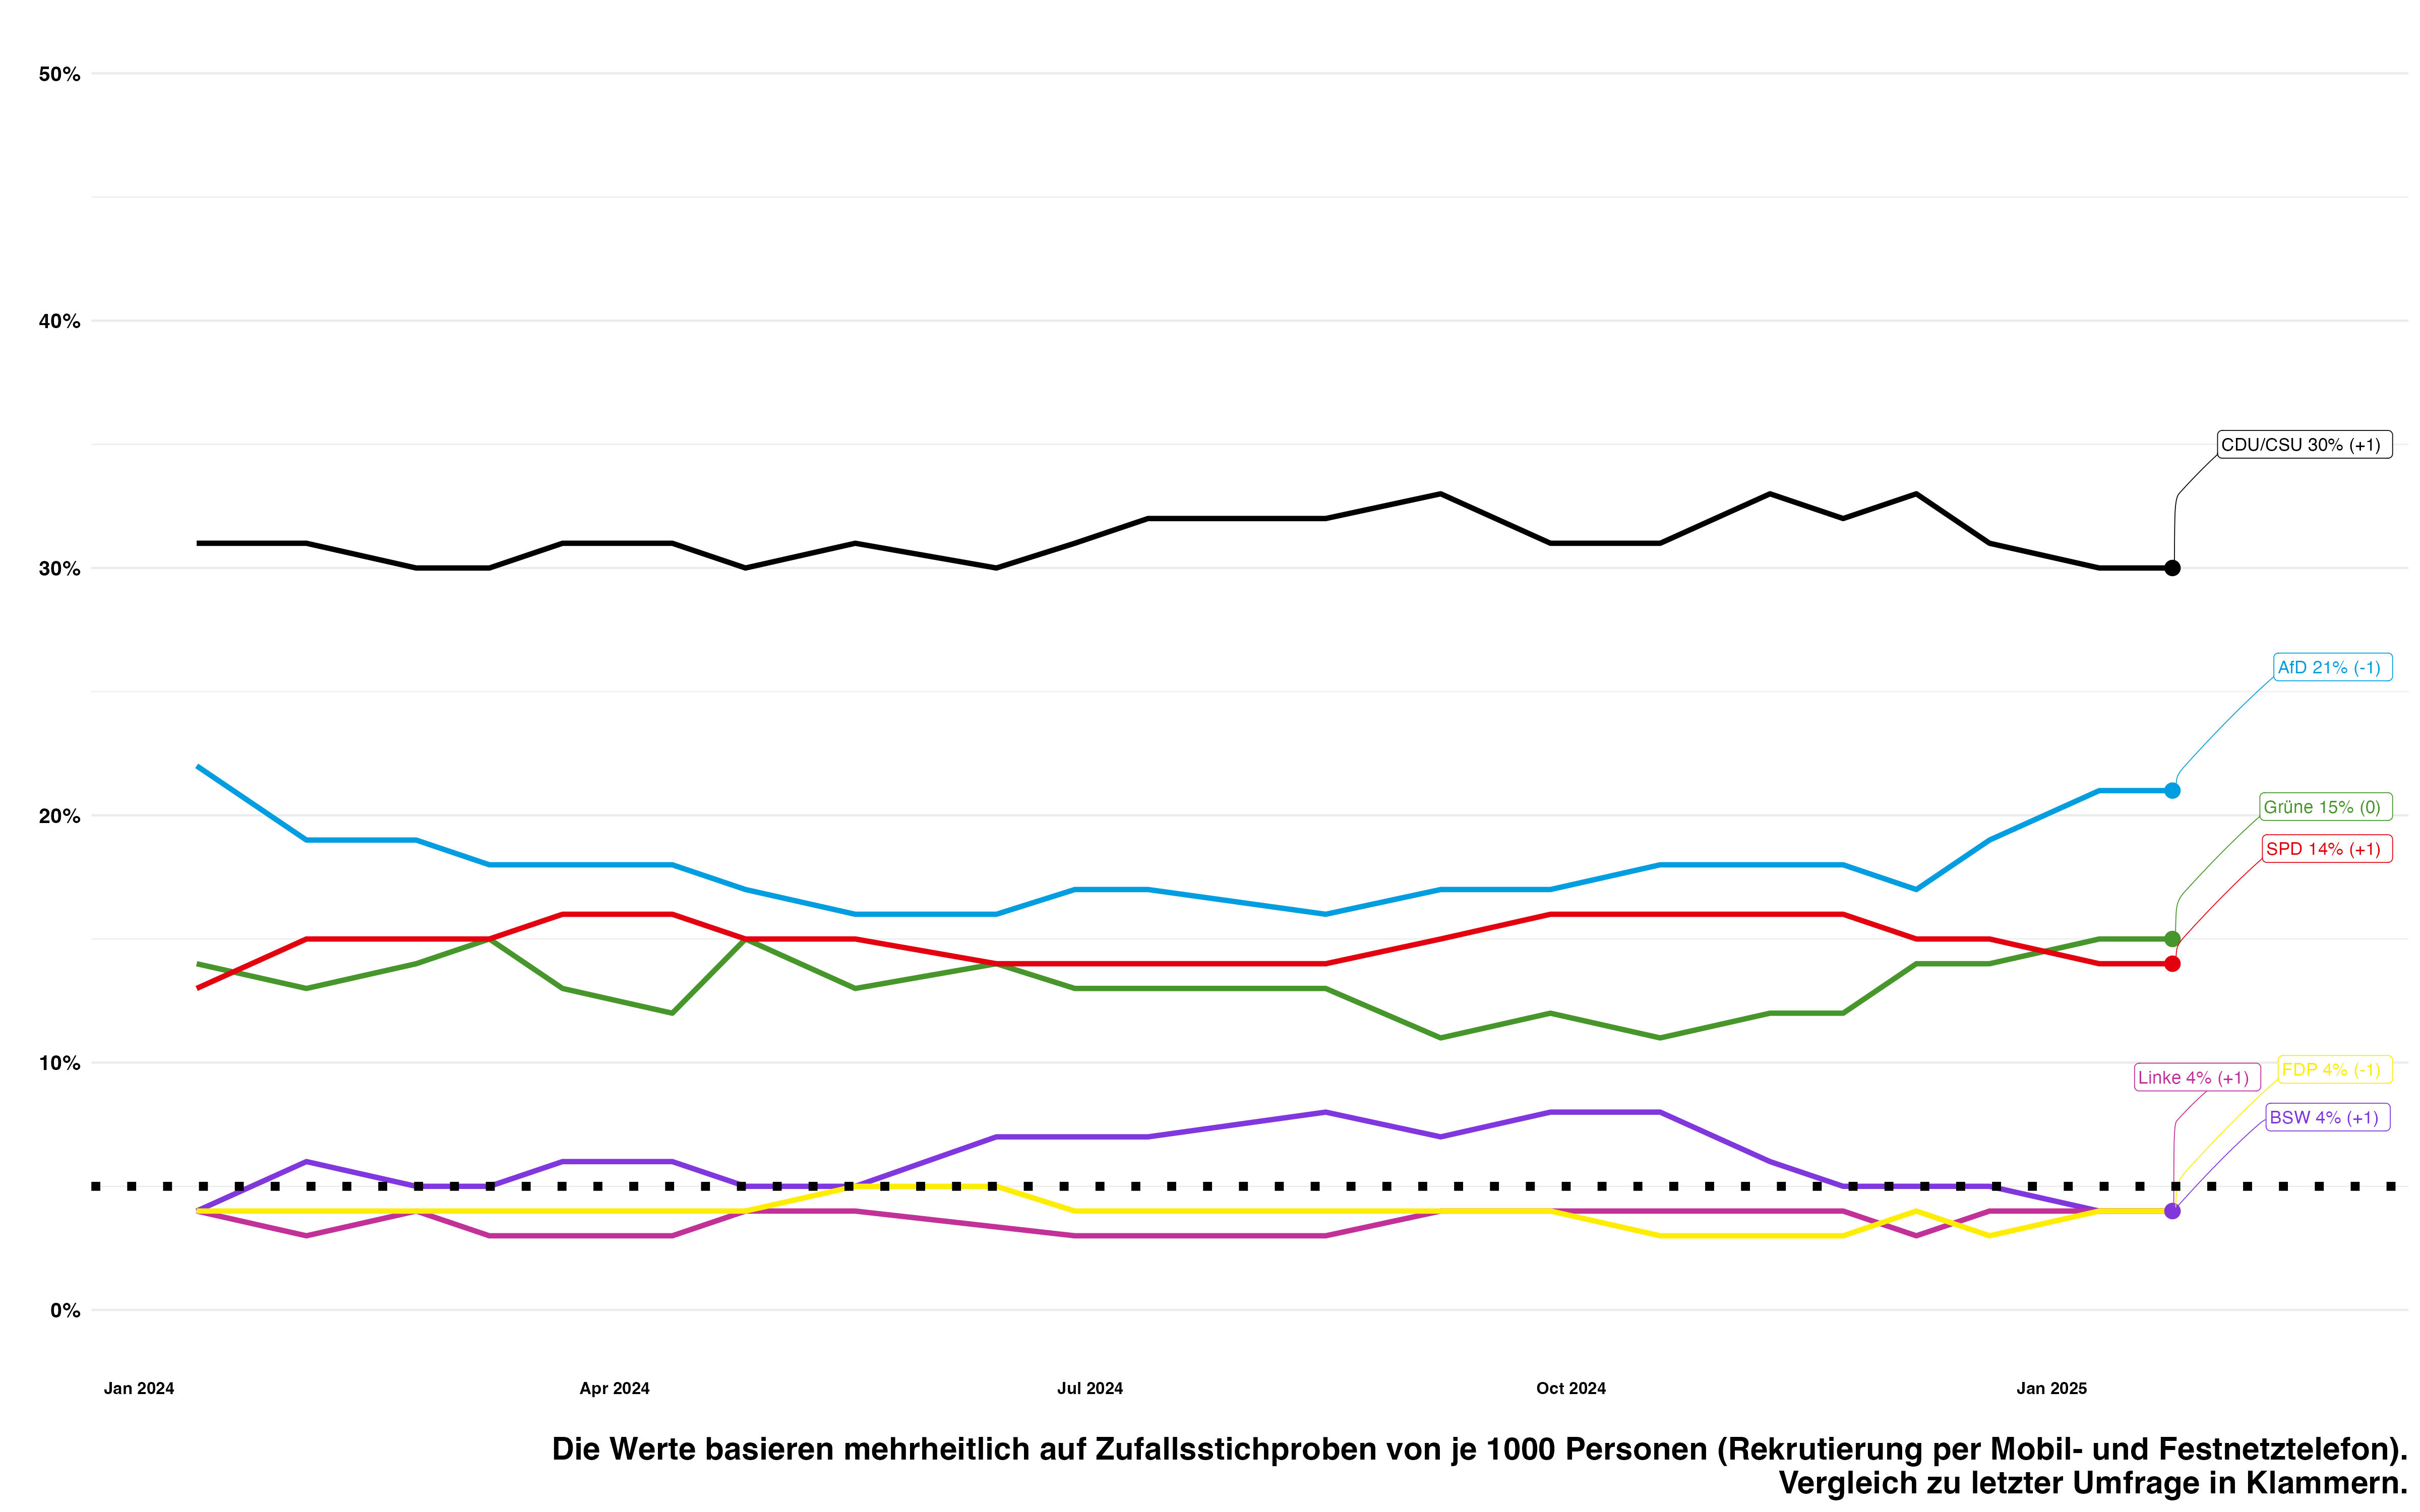 50%
40%
30%
20%
10%
0%
CDU/CSU 30% (+1)
AfD 21% (-1)
Grüne 15% (0)
SPD 14% (+1)
FDP 4% (-1)
Linke 4% (+1)
BSW 4% (+1)
Jan 2024
Apr 2024
Jul 2024
Oct 2024
Jan 2025
Die Werte basieren mehrheitlich auf Zufallsstichproben von je 1000 Personen (Rekrutierung per Mobil- und Festnetztelefon).
Vergleich zu letzter Umfrage in Klammern.